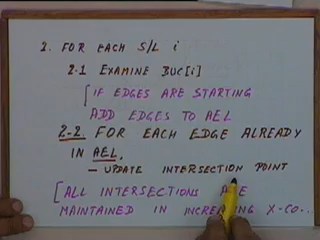 2. FOR EACH S/L i
2.1 EXAMINE BUC[i]
[IF EDGES ARE STARTING
ADD EDGES TO AEL
2.2 FOR EACH EDGE ALREADY
IN AEL,
- UPDATE INTERSECTION POINT
[ALL INTERSECTIONS ARE
MAINTAINED IN INCREASING X-CO...